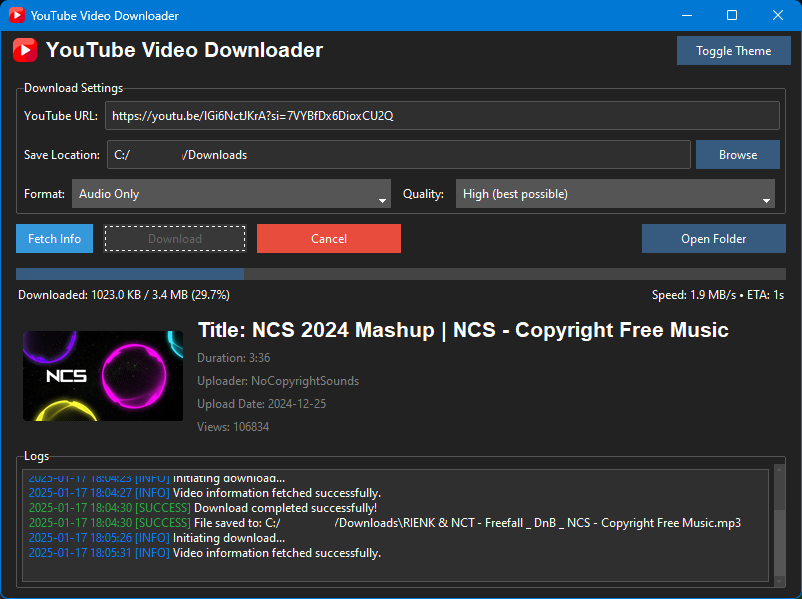 YouTube Video Downloader
YouTube Video Downloader
Toggle Theme
Download Settings
YouTube URL: https://youtu.be/IGi6NctJKrA?si=7VYBfDx6DioxCU2Q
Save Location: C:/ /Downloads Browse
Format: Audio Only Quality: High (best possible)
Fetch Info Download Cancel Open Folder
Downloaded: 1023.0 KB / 3.4 MB (29.7%) Speed: 1.9 MB/s • ETA: 1s
NCS
Title: NCS 2024 Mashup | NCS - Copyright Free Music
Duration: 3:36
Uploader: NoCopyrightSounds
Upload Date: 2024-12-25
Views: 106834
Logs
2025-01-17 18:04:23 [INFO] Initiating download...
2025-01-17 18:04:27 [INFO] Video information fetched successfully.
2025-01-17 18:04:30 [SUCCESS] Download completed successfully!
2025-01-17 18:04:30 [SUCCESS] File saved to: C:/ /Downloads\RIENK & NCT - Freefall _ DnB _ NCS - Copyright Free Music.mp3
2025-01-17 18:05:26 [INFO] Initiating download...
2025-01-17 18:05:31 [INFO] Video information fetched successfully.